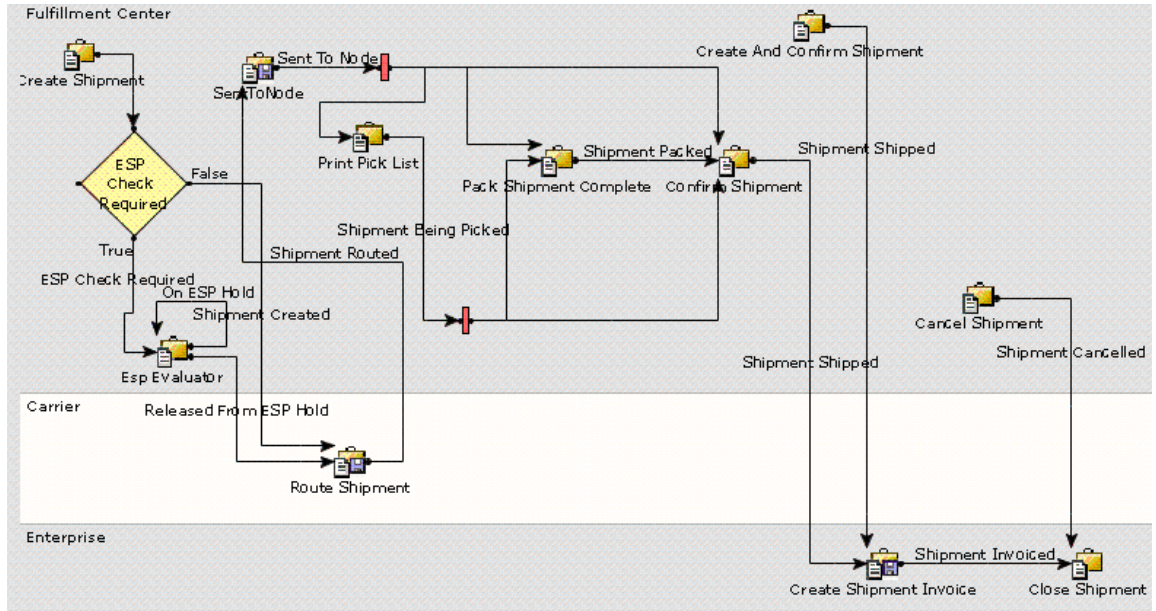 Fulfillment Center
Create Shipment
Sent To Node
SentToNode
Create And Confirm Shipment
ESP
Check
Required
False
True
Print Pick List
Shipment Packed
Pack Shipment Complete
Confirm Shipment
Shipment Shipped
Shipment Being Picked
Shipment Routed
ESP Check Required
On ESP Hold
Shipment Created
Esp Evaluator
Cancel Shipment
Shipment Cancelled
Shipment Shipped
Carrier
Released From ESP Hold
Route Shipment
Enterprise
Shipment Invoiced
Create Shipment Invoice
Close Shipment